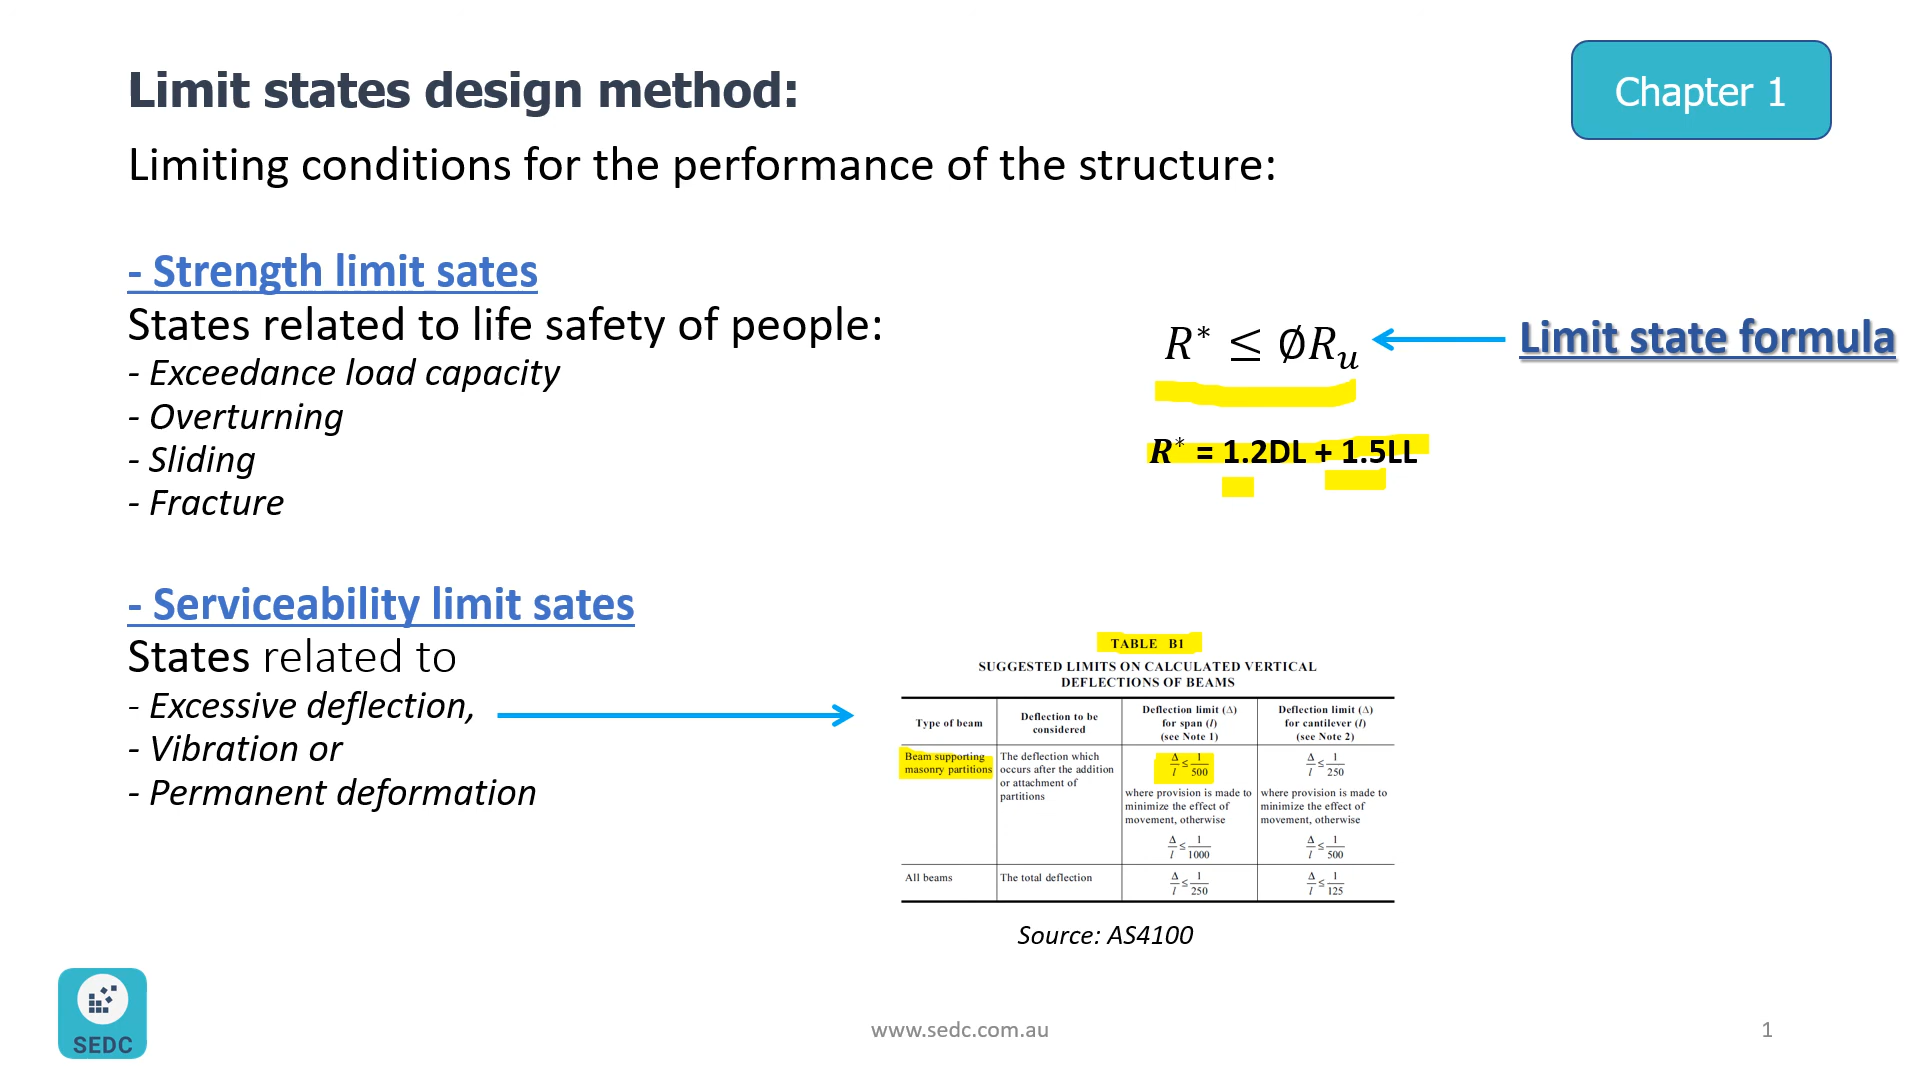 Limit states design method:
Chapter 1
Limiting conditions for the performance of the structure:
- Strength limit sates
States related to life safety of people:
- Exceedance load capacity
- Overturning
- Sliding
- Fracture
R* ≤ ∅Rᵤ
Limit state formula
R* = 1.2DL + 1.5LL
- Serviceability limit sates
States related to
- Excessive deflection,
- Vibration or
- Permanent deformation
TABLE B1
SUGGESTED LIMITS ON CALCULATED VERTICAL
DEFLECTIONS OF BEAMS
Type of beam
Deflection to be
considered
Deflection limit (Δ)
for span (l)
(see Note 1)
Deflection limit (Δ)
for cantilever (l)
(see Note 2)
Beam supporting
masonry partitions
The deflection which
occurs after the addition
or attachment of
partitions
Δ/l ≤ 1/500
where provision is made to
minimize the effect of
movement, otherwise
Δ/l ≤ 1/1000
Δ/l ≤ 1/250
where provision is made to
minimize the effect of
movement, otherwise
Δ/l ≤ 1/500
All beams
The total deflection
Δ/l ≤ 1/250
Δ/l ≤ 1/125
Source: AS4100
SEDC
www.sedc.com.au
1